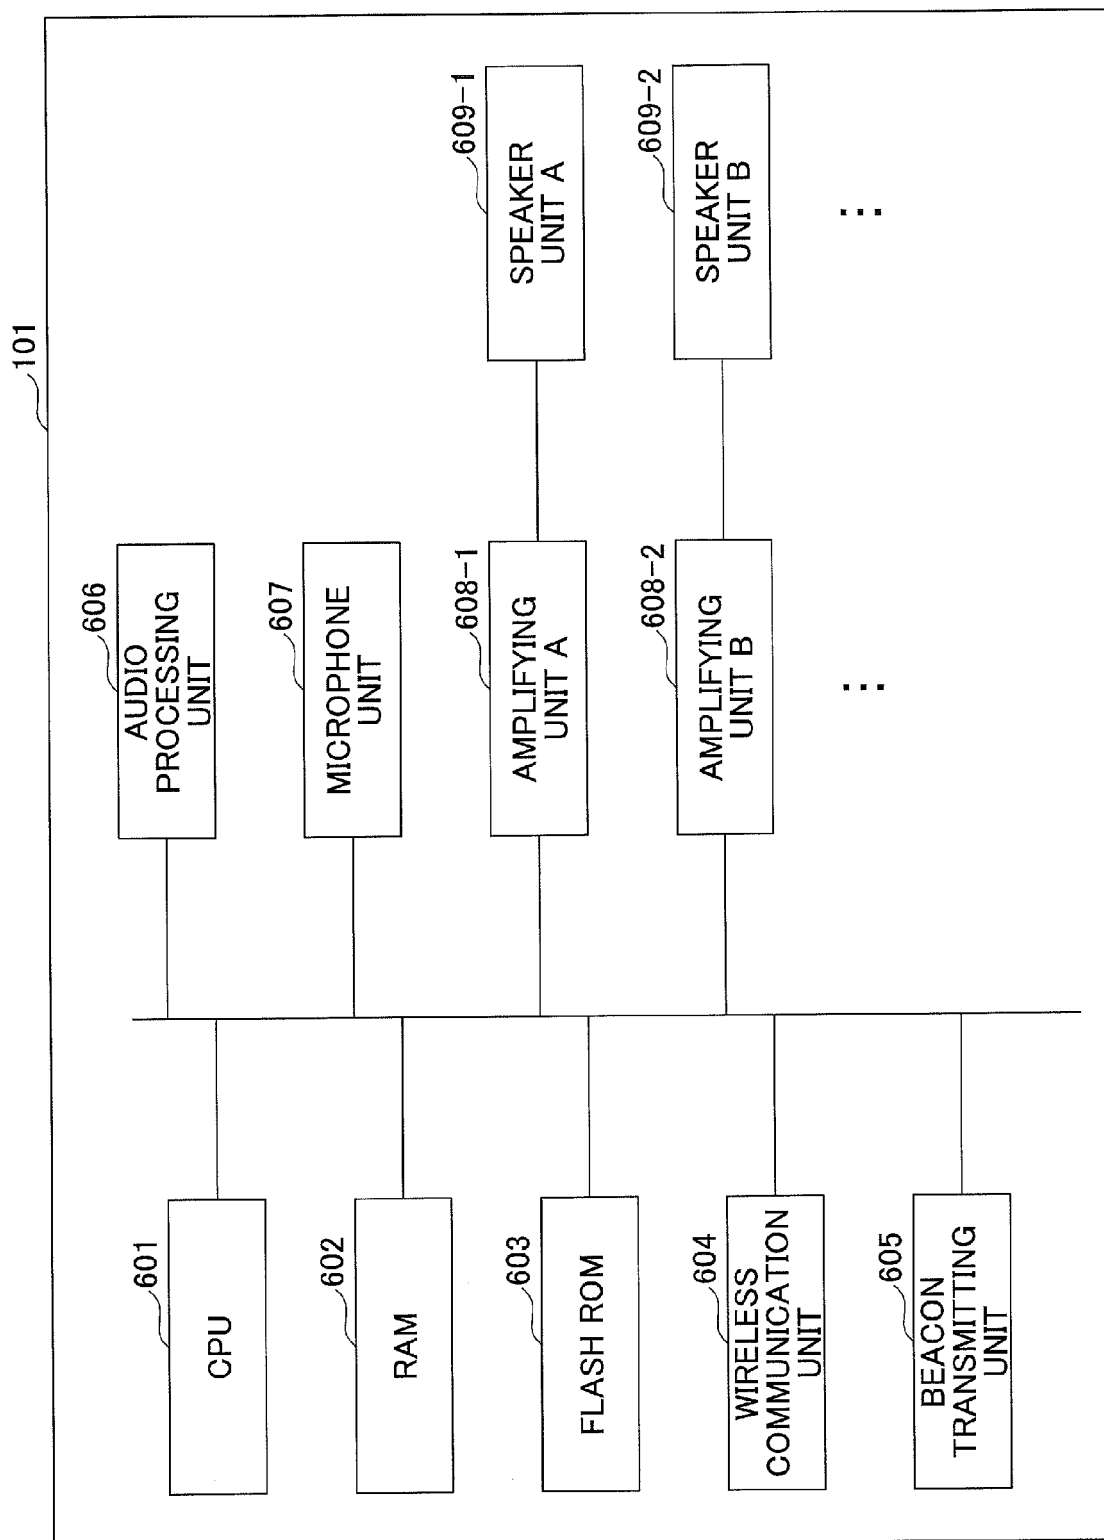 101
601
CPU
602
RAM
603
FLASH ROM
604
WIRELESS
COMMUNICATION
UNIT
605
BEACON
TRANSMITTING
UNIT
606
AUDIO
PROCESSING
UNIT
607
MICROPHONE
UNIT
608-1
AMPLIFYING
UNIT A
608-2
AMPLIFYING
UNIT B
...
609-1
SPEAKER
UNIT A
609-2
SPEAKER
UNIT B
...